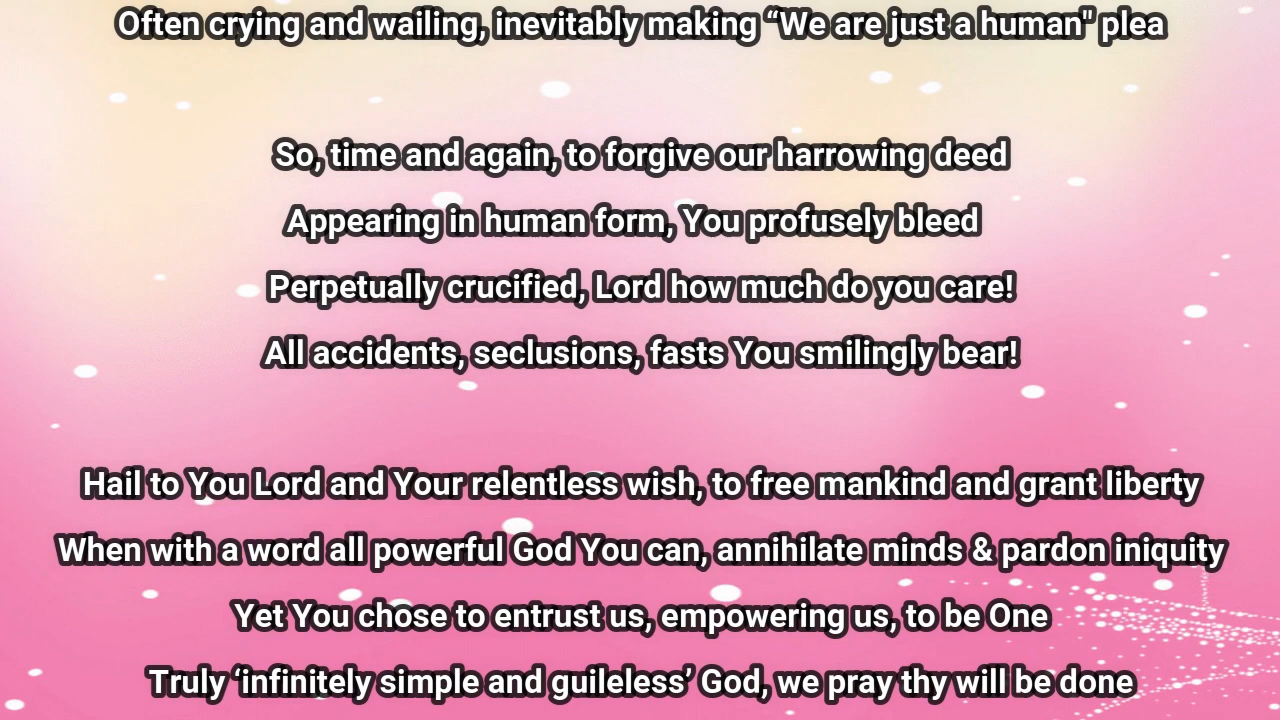 Often crying and wailing, inevitably making “We are just a human" plea
So, time and again, to forgive our harrowing deed
Appearing in human form, You profusely bleed
Perpetually crucified, Lord how much do you care!
All accidents, seclusions, fasts You smilingly bear!
Hail to You Lord and Your relentless wish, to free mankind and grant liberty
When with a word all powerful God You can, annihilate minds & pardon iniquity
Yet You chose to entrust us, empowering us, to be One
Truly ‘infinitely simple and guileless’ God, we pray thy will be done